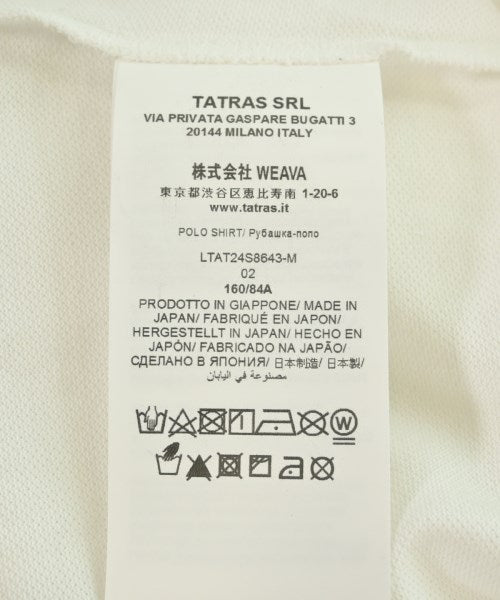 TATRAS SRL
VIA PRIVATA GASPARE BUGATTI 3
20144 MILANO ITALY
株式会社 WEAVA
東京都渋谷区恵比寿南 1-20-6
www.tatras.it
POLO SHIRT/ Рубашка-поло
LTAT24S8643-M
02
160/84A
PRODOTTO IN GIAPPONE/ MADE IN
JAPAN/ FABRIQUÉ EN JAPON/
HERGESTELLT IN JAPAN/ HECHO EN
JAPÓN/ FABRICADO NA JAPÃO/
СДЕЛАНО В ЯПОНИЯ/ 日本制造/ 日本製/
مصنوعة في اليابان
W